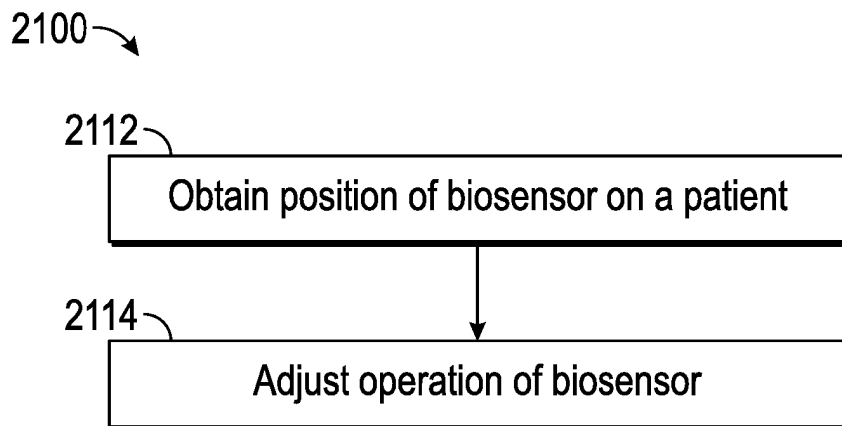 2100
2112
Obtain position of biosensor on a patient
2114
Adjust operation of biosensor